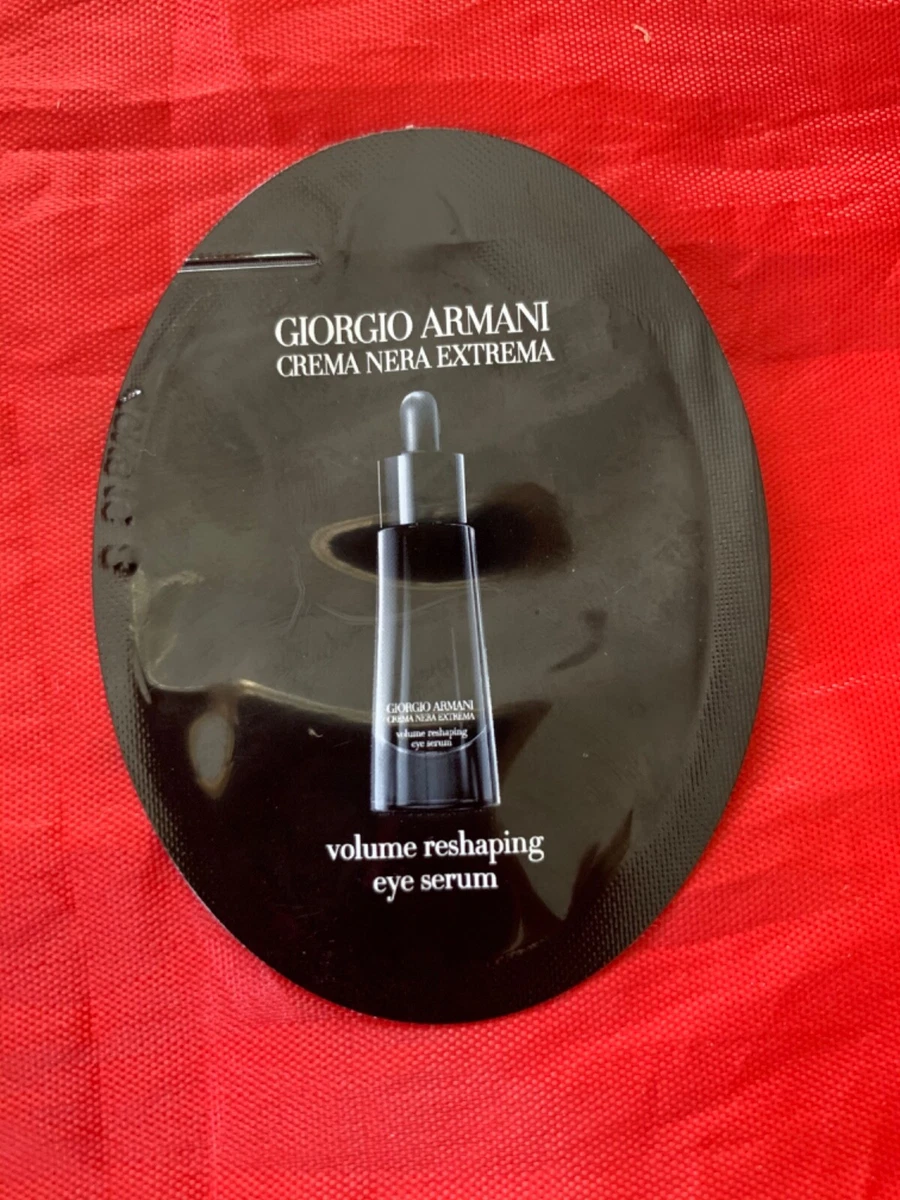 GIORGIO ARMANI
CREMA NERA EXTREMA
GIORGIO ARMANI
CREMA NERA EXTREMA
volume reshaping
eye serum
volume reshaping
eye serum